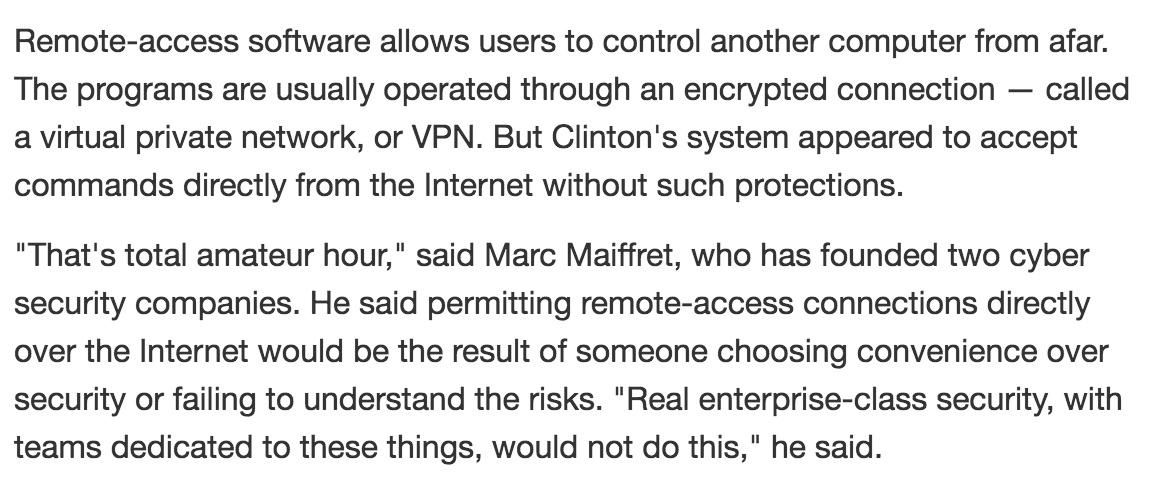 Remote-access software allows users to control another computer from afar.
The programs are usually operated through an encrypted connection — called
a virtual private network, or VPN. But Clinton's system appeared to accept
commands directly from the Internet without such protections.
"That's total amateur hour," said Marc Maiffret, who has founded two cyber
security companies. He said permitting remote-access connections directly
over the Internet would be the result of someone choosing convenience over
security or failing to understand the risks. "Real enterprise-class security, with
teams dedicated to these things, would not do this," he said.